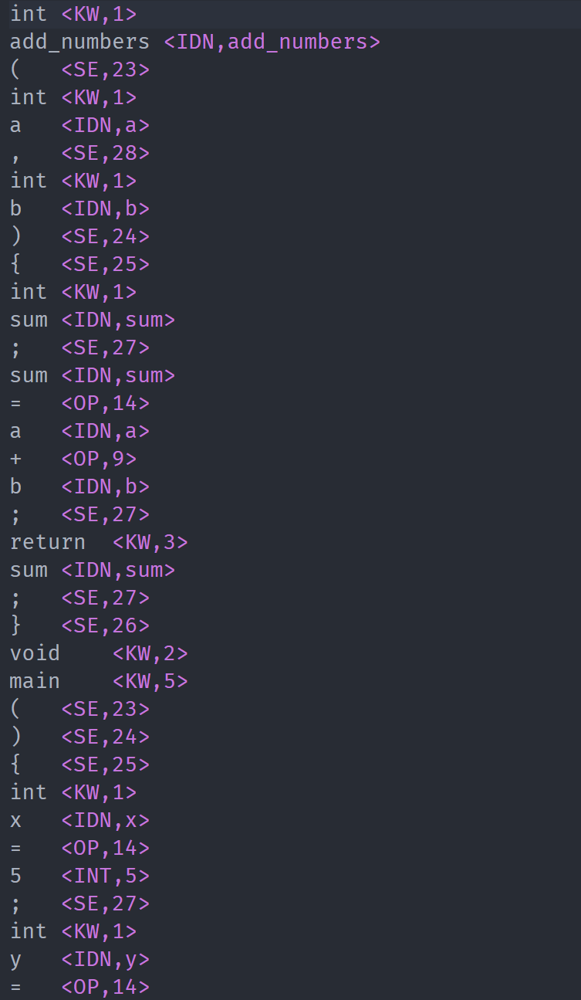 int <KW,1>
add_numbers <IDN,add_numbers>
(	<SE,23>
int <KW,1>
a	<IDN,a>
,	<SE,28>
int <KW,1>
b	<IDN,b>
)	<SE,24>
{	<SE,25>
int <KW,1>
sum <IDN,sum>
;	<SE,27>
sum <IDN,sum>
=	<OP,14>
a	<IDN,a>
+	<OP,9>
b	<IDN,b>
;	<SE,27>
return	<KW,3>
sum <IDN,sum>
;	<SE,27>
}	<SE,26>
void	<KW,2>
main	<KW,5>
(	<SE,23>
)	<SE,24>
{	<SE,25>
int <KW,1>
x	<IDN,x>
=	<OP,14>
5	<INT,5>
;	<SE,27>
int <KW,1>
y	<IDN,y>
=	<OP,14>